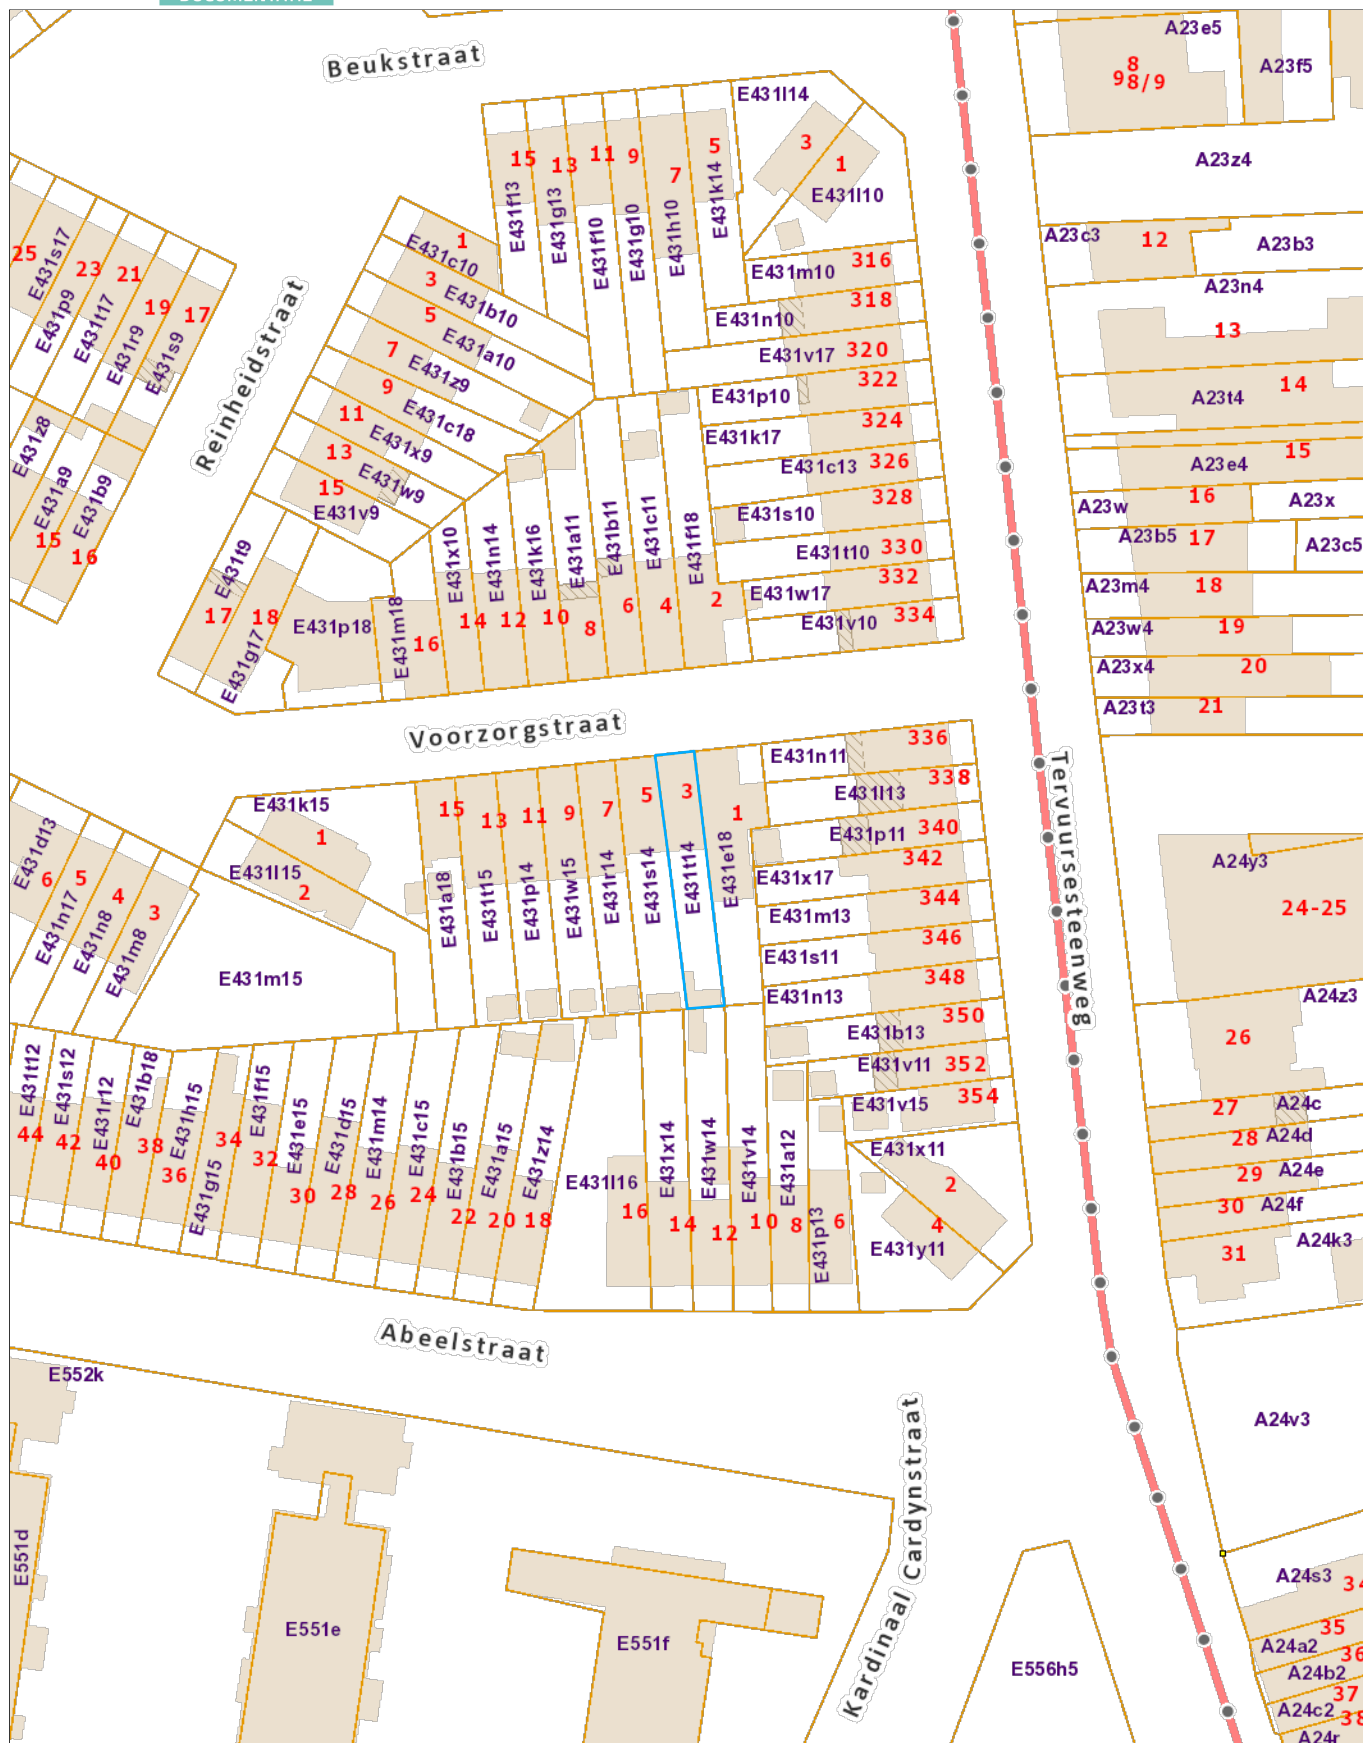 Beukstraat
A23e5
8
98/9
A23f5
E431l14
A23z4
15
13
11
9
7
5
3
1
E431f13
E431g13
E431f10
E431g10
E431h10
E431k14
E431l10
25
E431s17
23
21
19
17
E431p9
E431t17
E431r9
E431s9
1
E431c10
3
E431b10
5
E431a10
7
E431z9
9
E431c18
11
E431x9
13
E431w9
15
E431v9
Reinheidstraat
E431m10
316
318
E431n10
E431v17
320
E431p10
322
E431k17
324
E431c13
326
E431s10
328
E431t10
330
332
E431w17
E431v10
334
A23c3
12
A23b3
A23n4
13
14
A23t4
15
A23e4
16
A23w
A23x
A23b5
17
A23c5
A23m4
18
A23w4
19
A23x4
20
A23t3
21
E431z8
E431a9
E431b9
15
16
E431t9
17
18
E431g17
E431p18
E431m18
16
E431x10
E431n14
E431k16
E431a11
E431b11
E431c11
E431f18
14
12
10
8
6
4
2
Voorzorgstraat
Tervuursesteenweg
E431n11
336
338
E431l13
E431p11
340
342
E431x17
344
E431m13
346
E431s11
348
E431n13
350
E431b13
E431v11
352
E431v15
354
E431k15
1
E431l15
2
15
13
11
9
7
5
3
1
E431a18
E431t15
E431p14
E431w15
E431r14
E431s14
E431t14
E431e18
E431d13
6
5
4
3
E431n17
E431n8
E431m8
E431m15
A24y3
24-25
A24z3
26
27
A24c
28
A24d
29
A24e
30
A24f
31
A24k3
E431t12
E431s12
E431r12
E431b18
E431h15
E431g15
E431f15
E431e15
E431d15
E431m14
E431c15
E431b15
E431a15
E431z14
44
42
40
38
36
34
32
30
28
26
24
22
20
18
E431l16
E431x14
E431w14
E431v14
E431a12
E431p13
16
14
12
10
8
6
E431x11
2
4
E431y11
Abeelstraat
E552k
A24v3
Kardinaal Cardynstraat
E551d
E551e
E551f
E556h5
A24s3
35
A24a2
36
A24b2
37
A24c2
38